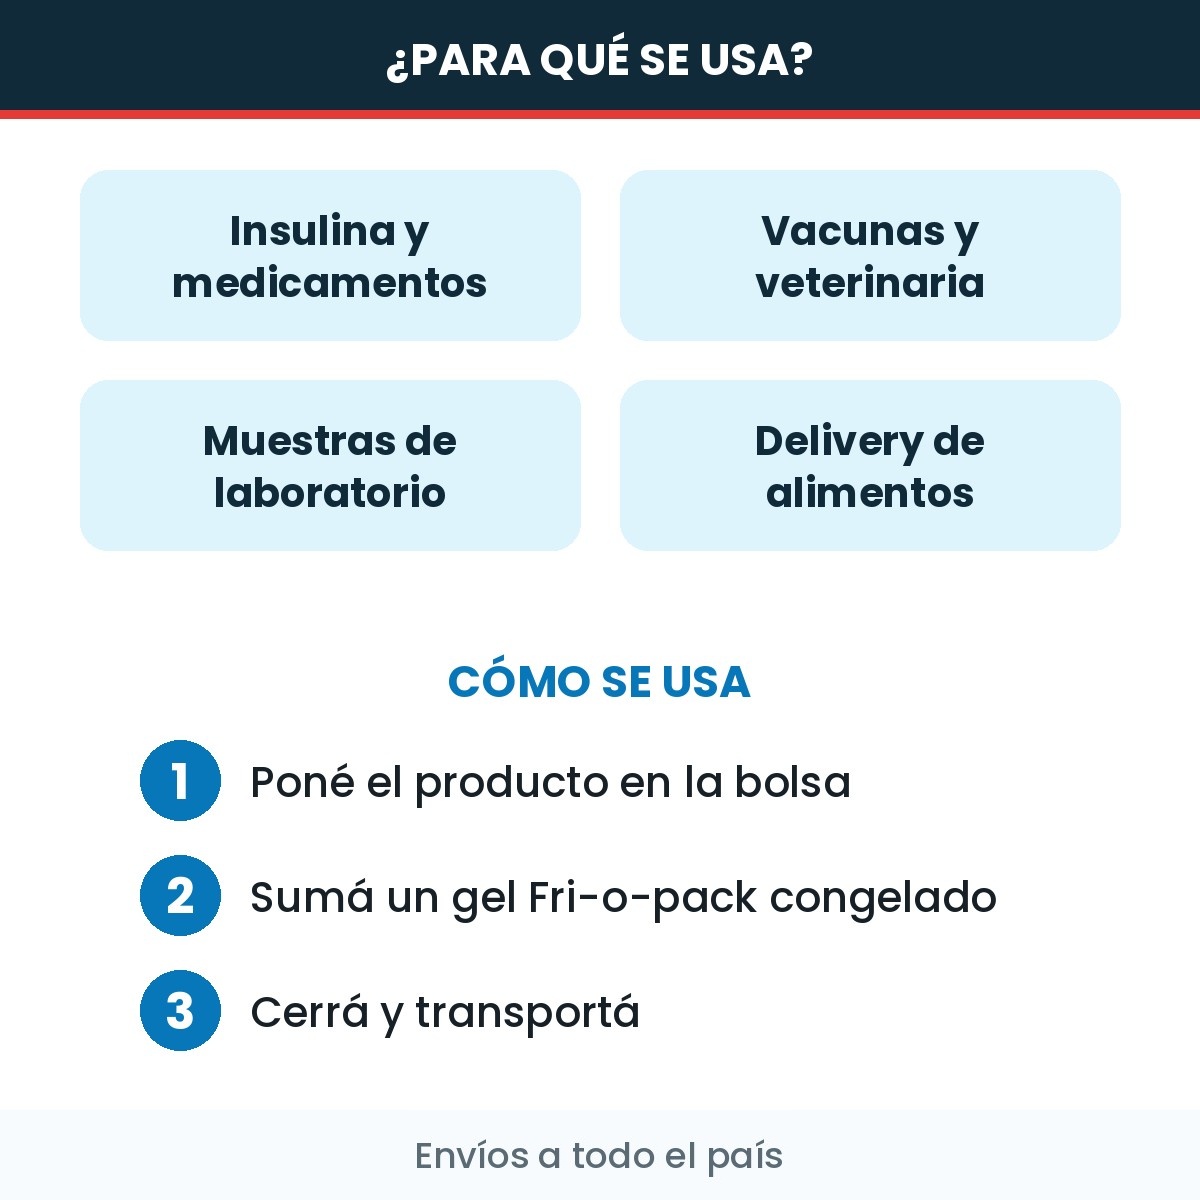 ¿PARA QUÉ SE USA?
Insulina y
medicamentos
Vacunas y
veterinaria
Muestras de
laboratorio
Delivery de
alimentos
CÓMO SE USA
1 Poné el producto en la bolsa
2 Sumá un gel Fri-o-pack congelado
3 Cerrá y transportá
Envíos a todo el país